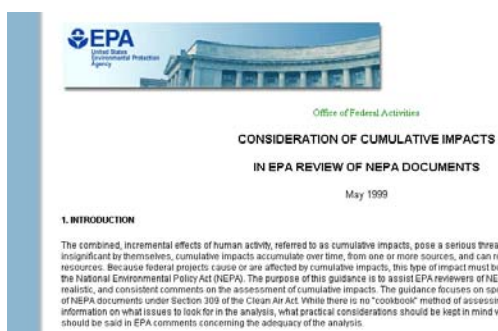 EPA
United States
Environmental Protection
Agency
Office of Federal Activities
CONSIDERATION OF CUMULATIVE IMPACTS
IN EPA REVIEW OF NEPA DOCUMENTS
May 1999
1. INTRODUCTION
The combined, incremental effects of human activity, referred to as cumulative impacts, pose a serious threa
insignificant by themselves, cumulative impacts accumulate over time, from one or more sources, and can r
resources. Because federal projects cause or are affected by cumulative impacts, this type of impact must b
the National Environmental Policy Act (NEPA). The purpose of this guidance is to assist EPA reviewers of NE
realistic, and consistent comments on the assessment of cumulative impacts. The guidance focuses on sp
of NEPA documents under Section 309 of the Clean Air Act. While there is no "cookbook" method of assessin
information on what issues to look for in the analysis, what practical considerations should be kept in mind w
should be said in EPA comments concerning the adequacy of the analysis.